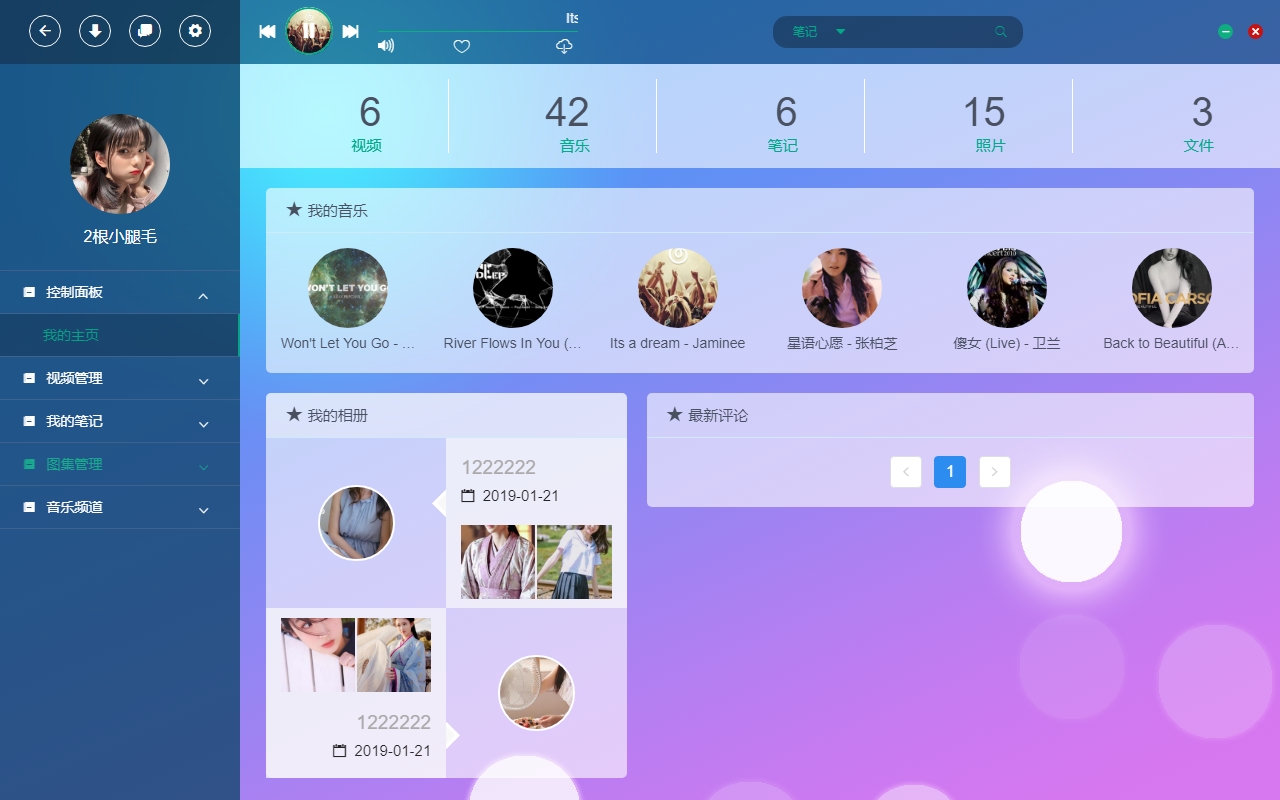 Its
笔记
6
视频
42
音乐
6
笔记
15
照片
3
文件
2根小腿毛
控制面板
我的主页
视频管理
我的笔记
图集管理
音乐频道
★ 我的音乐
WON'T LET YOU GO
Won't Let You Go - ...
River Flows In You (...
Its a dream - Jaminee
星语心愿 - 张柏芝
傻女 (Live) - 卫兰
Back to Beautiful (A...
★ 我的相册
1222222
2019-01-21
1222222
2019-01-21
★ 最新评论
< 1 >